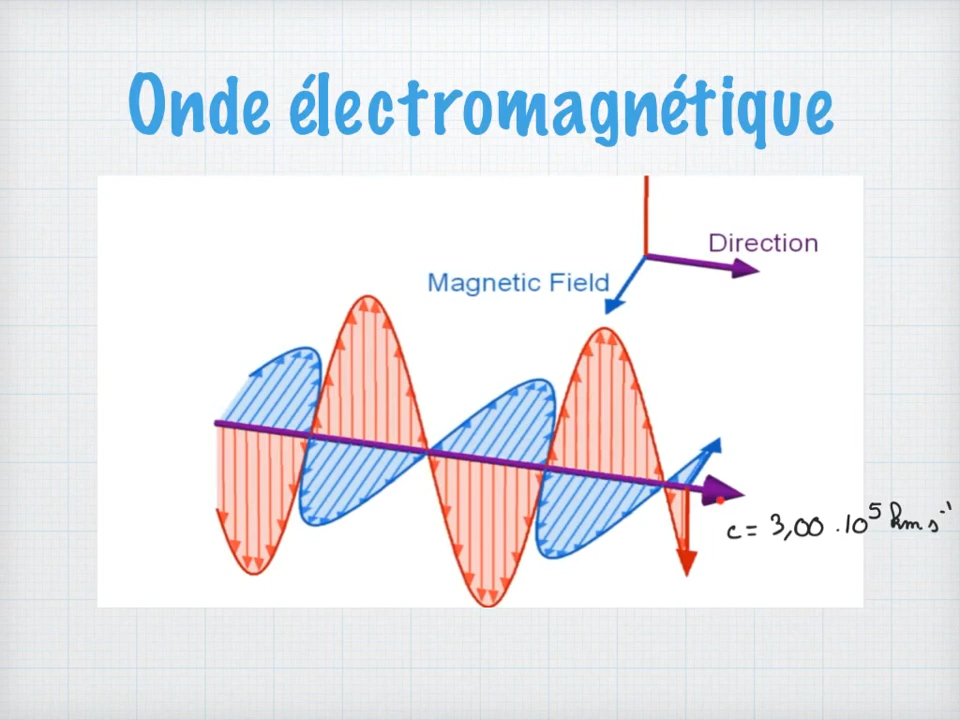 Onde électromagnétique
Direction
Magnetic Field
c = 3,00 . 10⁵ km s⁻¹